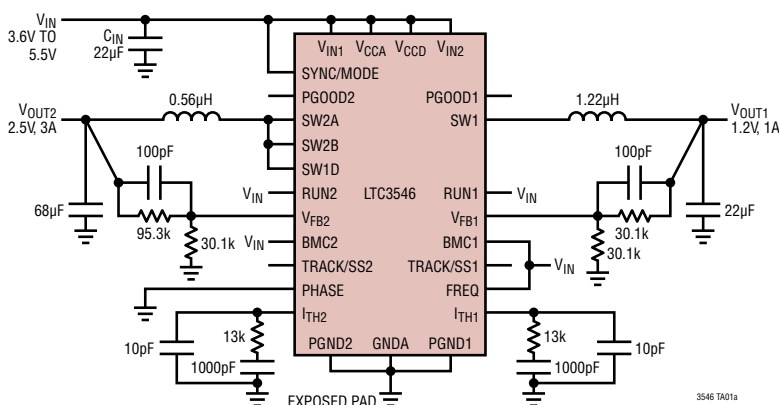 VIN
3.6V TO
5.5V
CIN
22µF
VIN1 VCCA VCCD VIN2
SYNC/MODE
PGOOD2 PGOOD1
VOUT2
2.5V, 3A
0.56µH
SW2A SW1
1.22µH
VOUT1
1.2V, 1A
SW2B
SW1D
100pF 100pF
VIN RUN2 LTC3546 RUN1 VIN
68µF
95.3k
VFB2 VFB1
30.1k
22µF
30.1k
30.1k
VIN BMC2 BMC1
TRACK/SS2 TRACK/SS1 VIN
PHASE FREQ
ITH2 ITH1
10pF 13k 13k 10pF
1000pF 1000pF
PGND2 GNDA PGND1
EXPOSED PAD
3546 TA01a